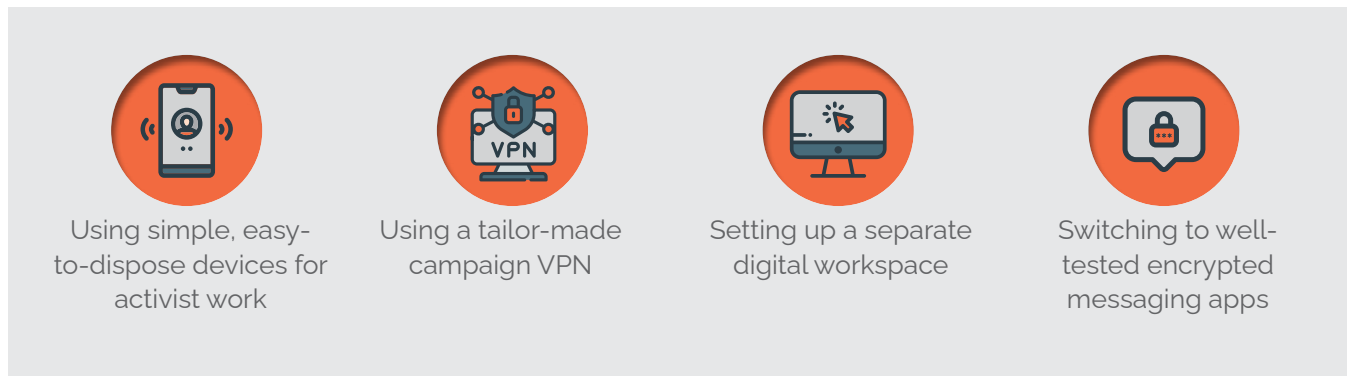 Using simple, easy-
to-dispose devices for
activist work
VPN
Using a tailor-made
campaign VPN
Setting up a separate
digital workspace
***
Switching to well-
tested encrypted
messaging apps